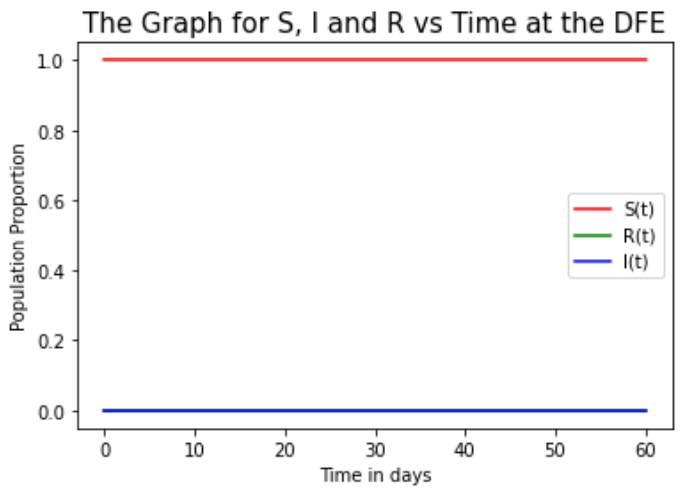 The Graph for S, I and R vs Time at the DFE
1.0
0.8
0.6
0.4
0.2
0.0
Population Proportion
S(t)
R(t)
I(t)
0 10 20 30 40 50 60
Time in days